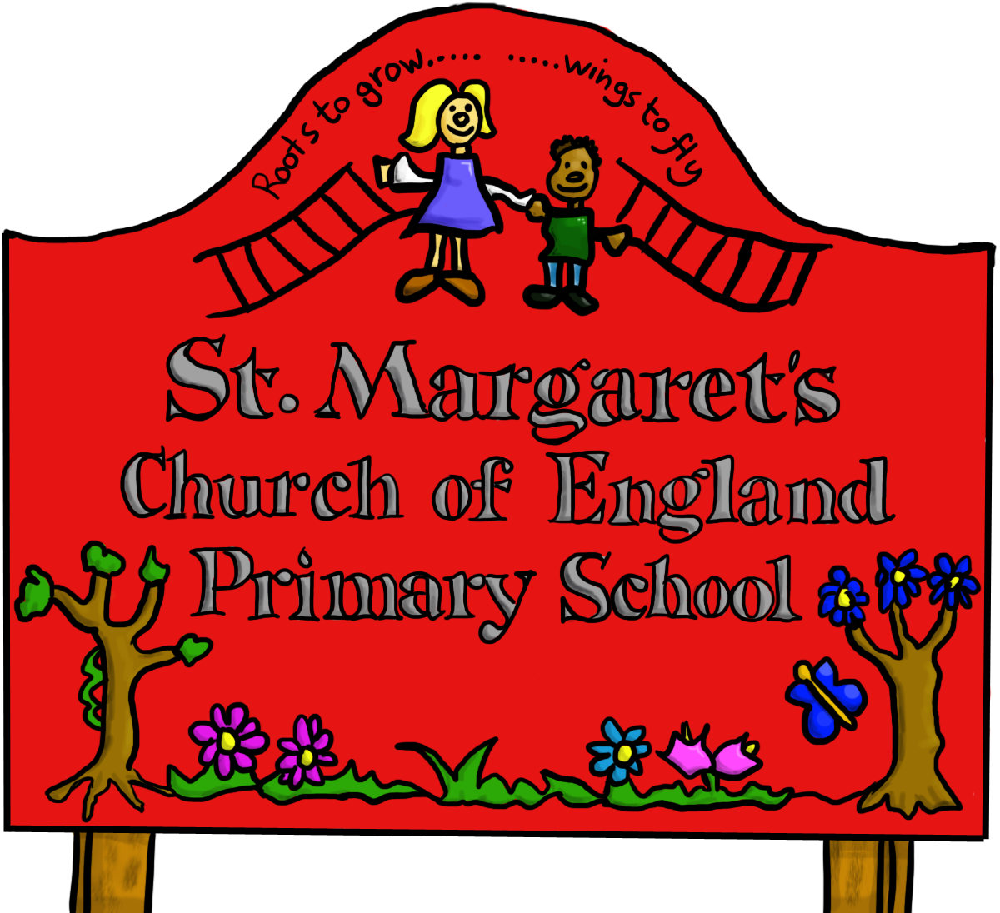 Roots to grow..... .....wings to fly
St. Margaret's
Church of England
Primary School